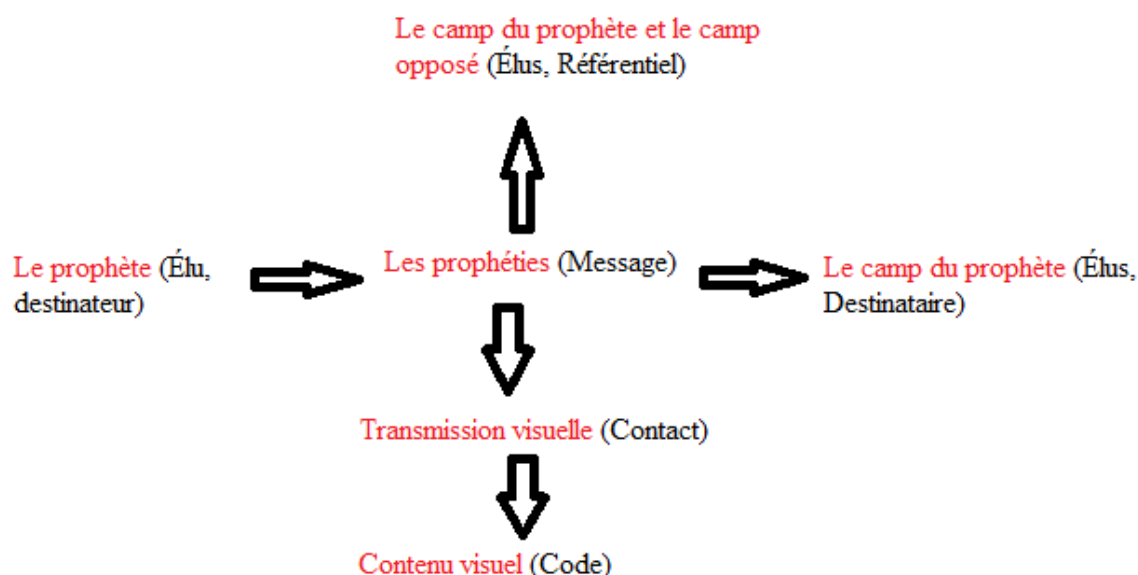 Le camp du prophète et le camp
opposé (Élus, Référentiel)
Le prophète (Élu,
destinateur)
Les prophéties (Message)
Le camp du prophète (Élus,
Destinataire)
Transmission visuelle (Contact)
Contenu visuel (Code)